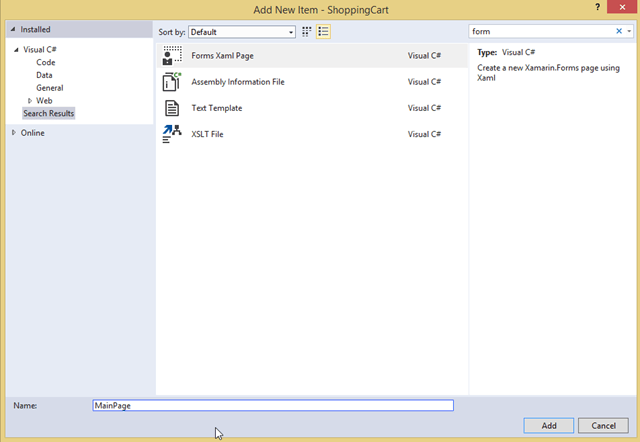 Add New Item - ShoppingCart
?
Installed
Sort by: Default
form
Visual C#
Code
Data
General
Web
Search Results
Online
Forms Xaml Page Visual C#
Assembly Information File Visual C#
Text Template Visual C#
XSLT File Visual C#
Type: Visual C#
Create a new Xamarin.Forms page using
Xaml
Name: MainPage
Add Cancel